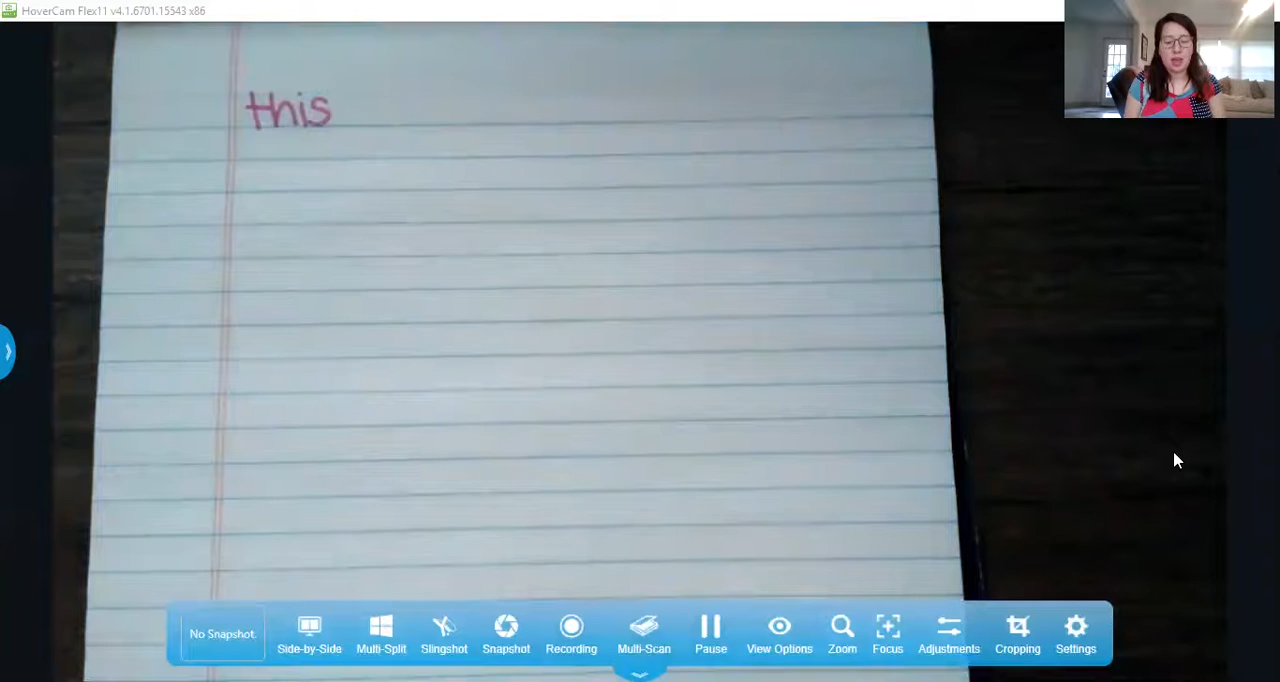 HoverCam Flex11 v4.1.6701.15543 x86
this
No Snapshot.
Side-by-Side
Multi-Split
Slingshot
Snapshot
Recording
Multi-Scan
Pause
View Options
Zoom
Focus
Adjustments
Cropping
Settings